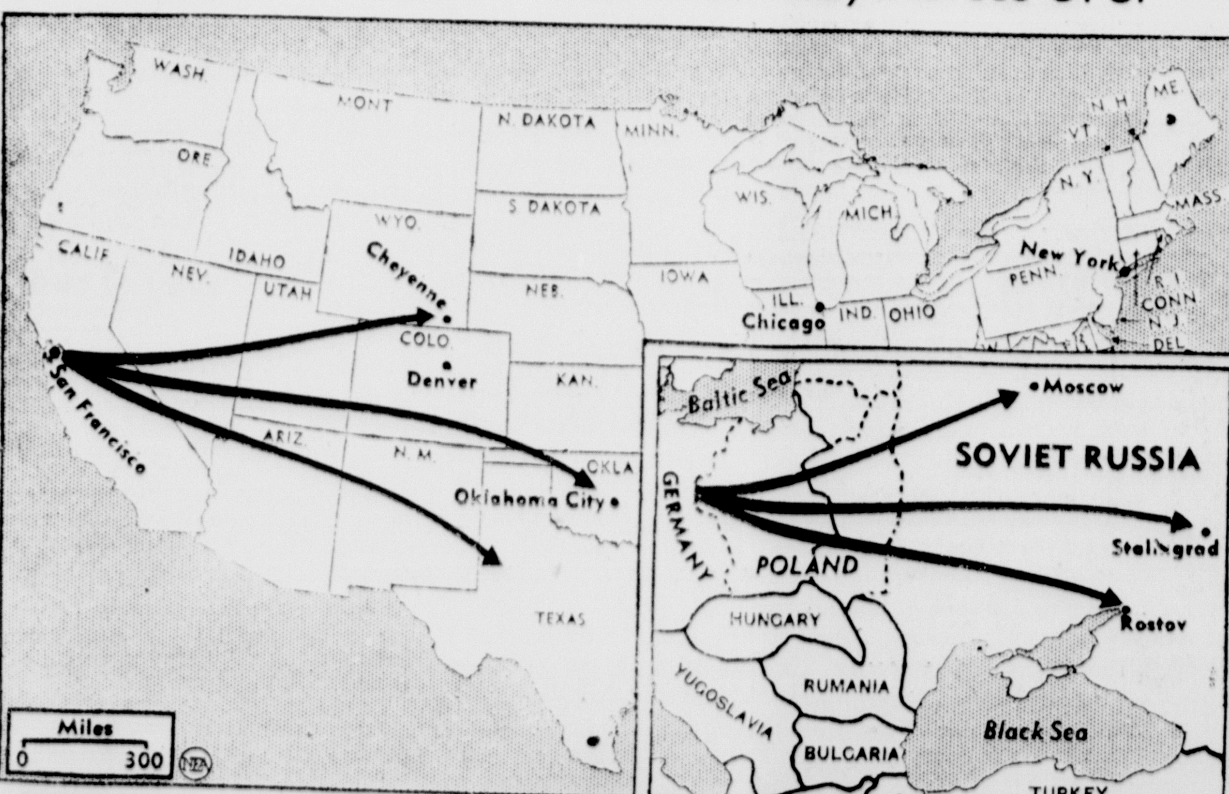 WASH.
MONT
N. DAKOTA
MINN.
N. H.
ME.
VT.
ORE
WIS.
MICH.
N.Y.
MASS
S DAKOTA
WYO.
CALIF
NEV.
IDAHO
UTAH
Cheyenne
NEB.
IOWA
ILL.
Chicago
IND.
OHIO
PENN.
New York
R. I.
CONN
N J.
DEL
San Francisco
COLO.
Denver
KAN.
ARIZ.
N. M.
OKLA
Oklahoma City
TEXAS
Miles
0 300
NEA
Baltic Sea
Moscow
SOVIET RUSSIA
GERMANY
Stalingrad
POLAND
HUNGARY
Rostov
YUGOSLAVIA
RUMANIA
BULGARIA
Black Sea
TURKEY